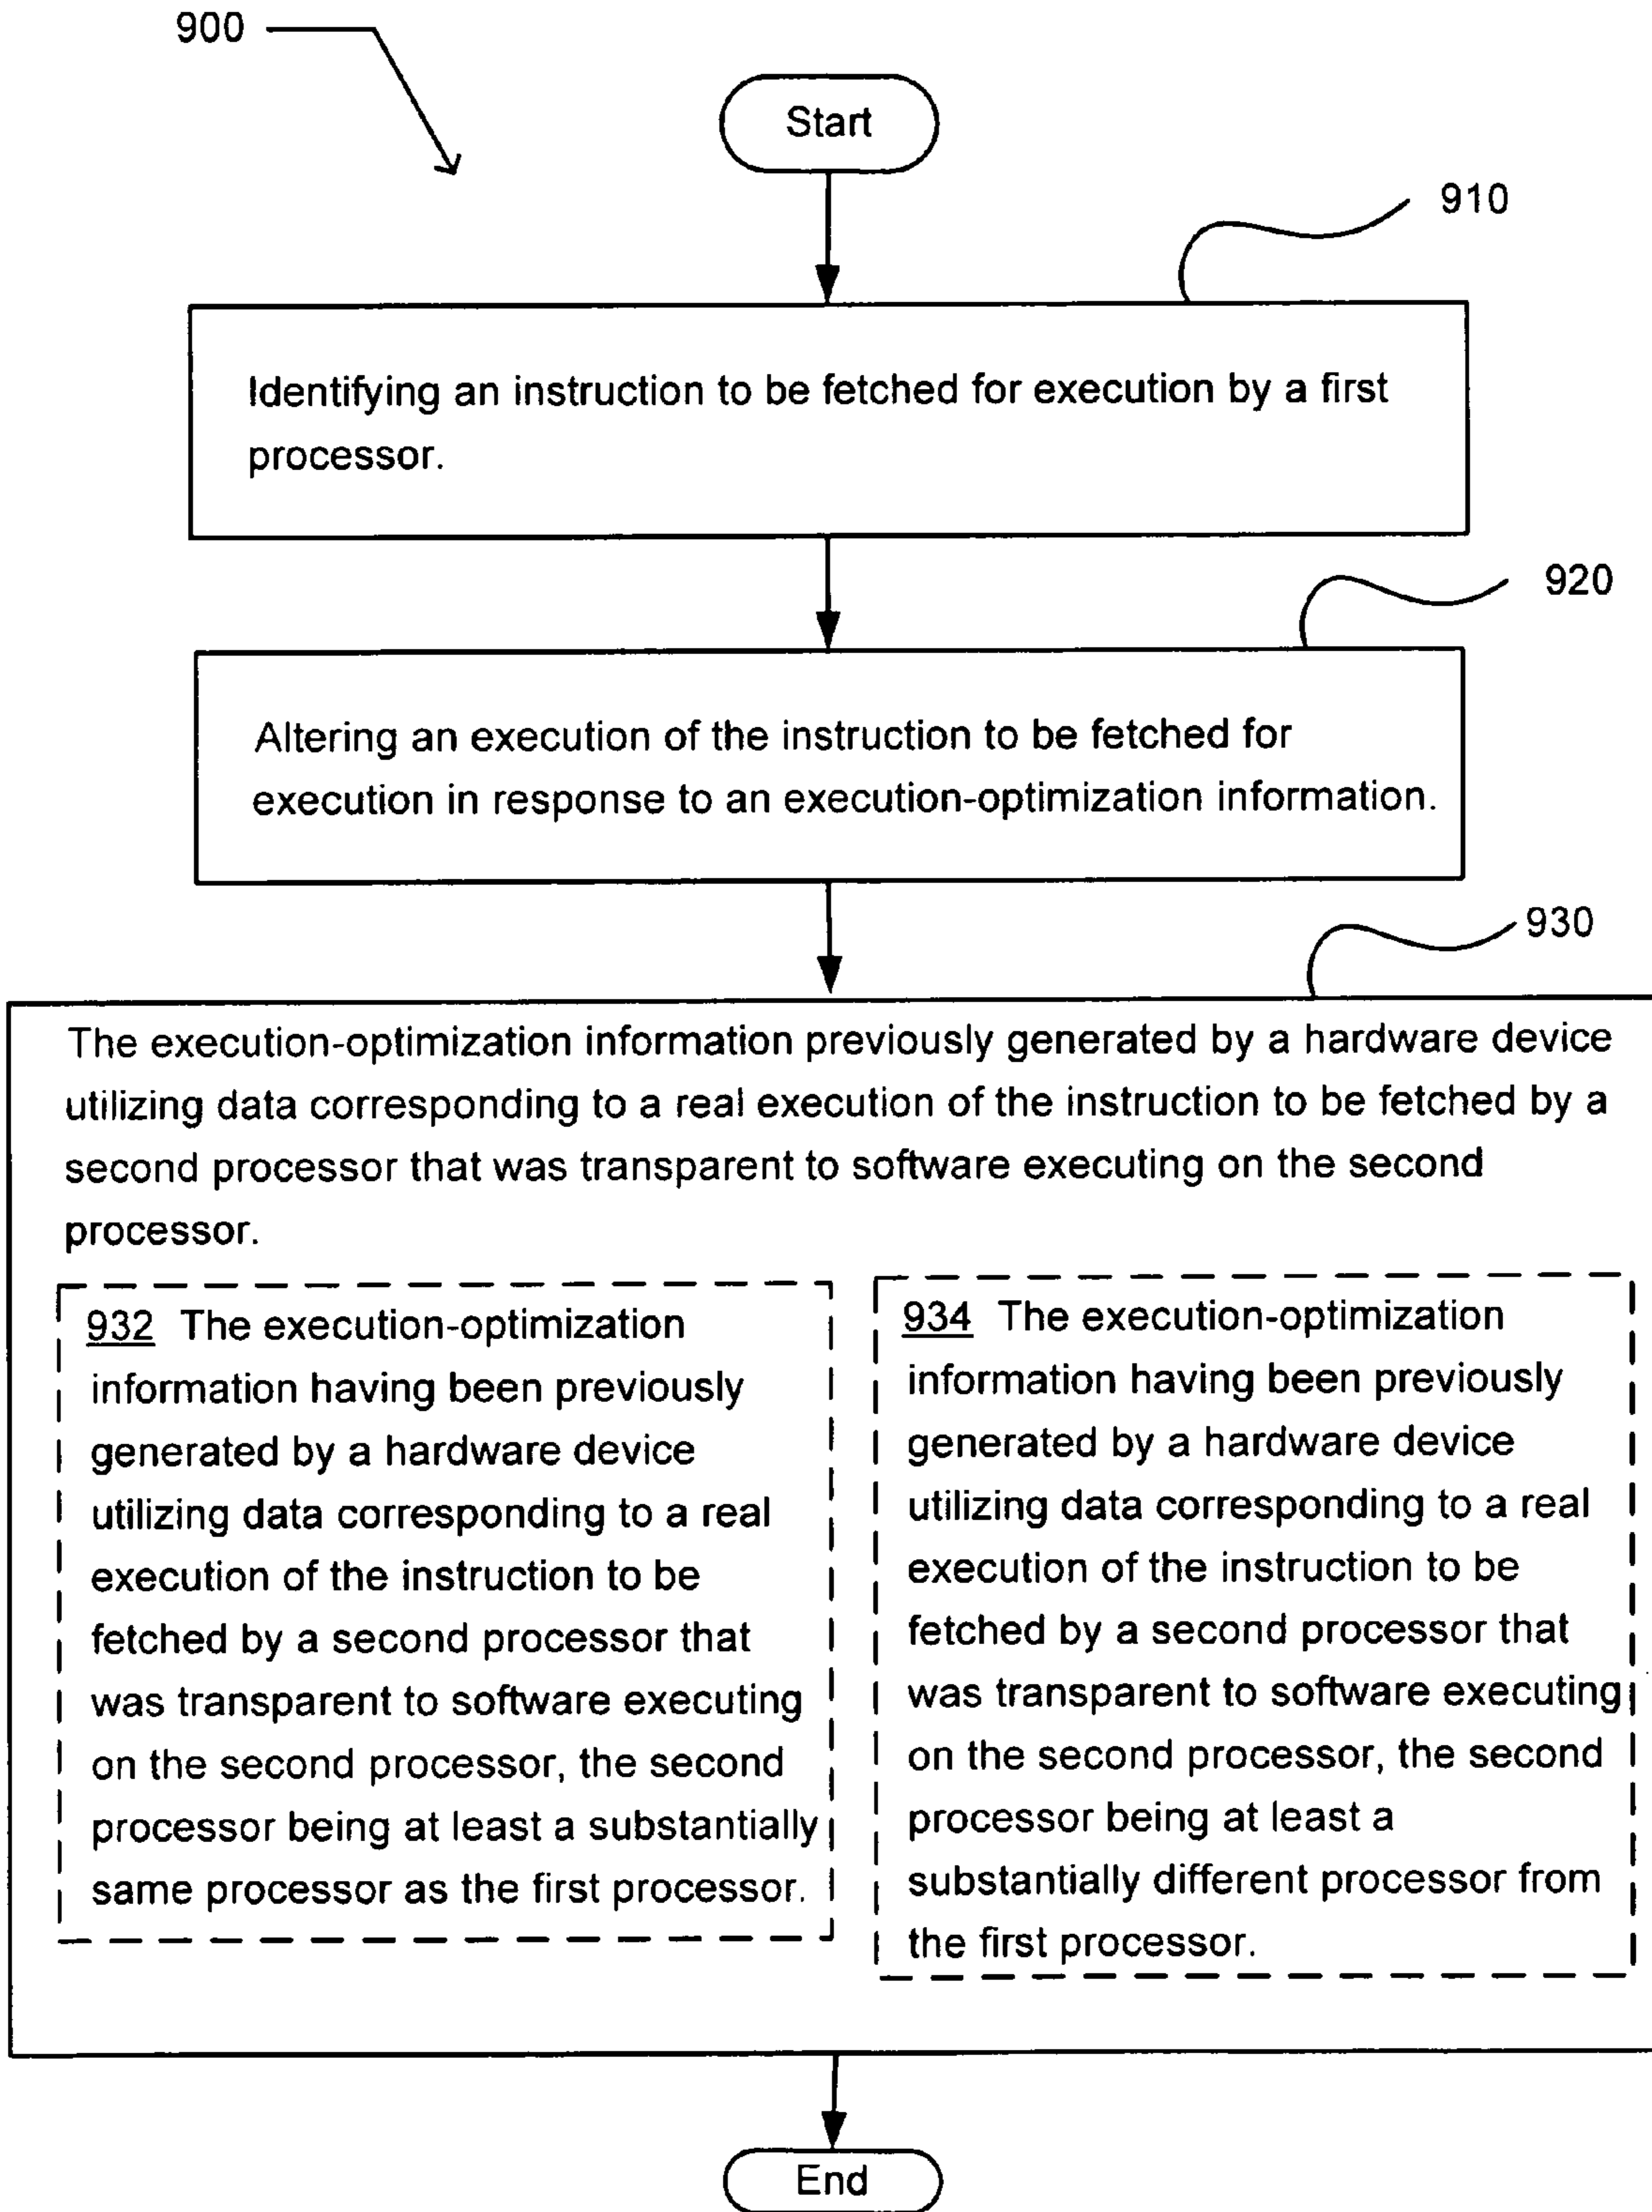 900
Start
910
Identifying an instruction to be fetched for execution by a first
processor.
920
Altering an execution of the instruction to be fetched for
execution in response to an execution-optimization information.
930
The execution-optimization information previously generated by a hardware device
utilizing data corresponding to a real execution of the instruction to be fetched by a
second processor that was transparent to software executing on the second
processor.
932 The execution-optimization
information having been previously
generated by a hardware device
utilizing data corresponding to a real
execution of the instruction to be
fetched by a second processor that
was transparent to software executing
on the second processor, the second
processor being at least a substantially
same processor as the first processor.
934 The execution-optimization
information having been previously
generated by a hardware device
utilizing data corresponding to a real
execution of the instruction to be
fetched by a second processor that
was transparent to software executing
on the second processor, the second
processor being at least a
substantially different processor from
the first processor.
End